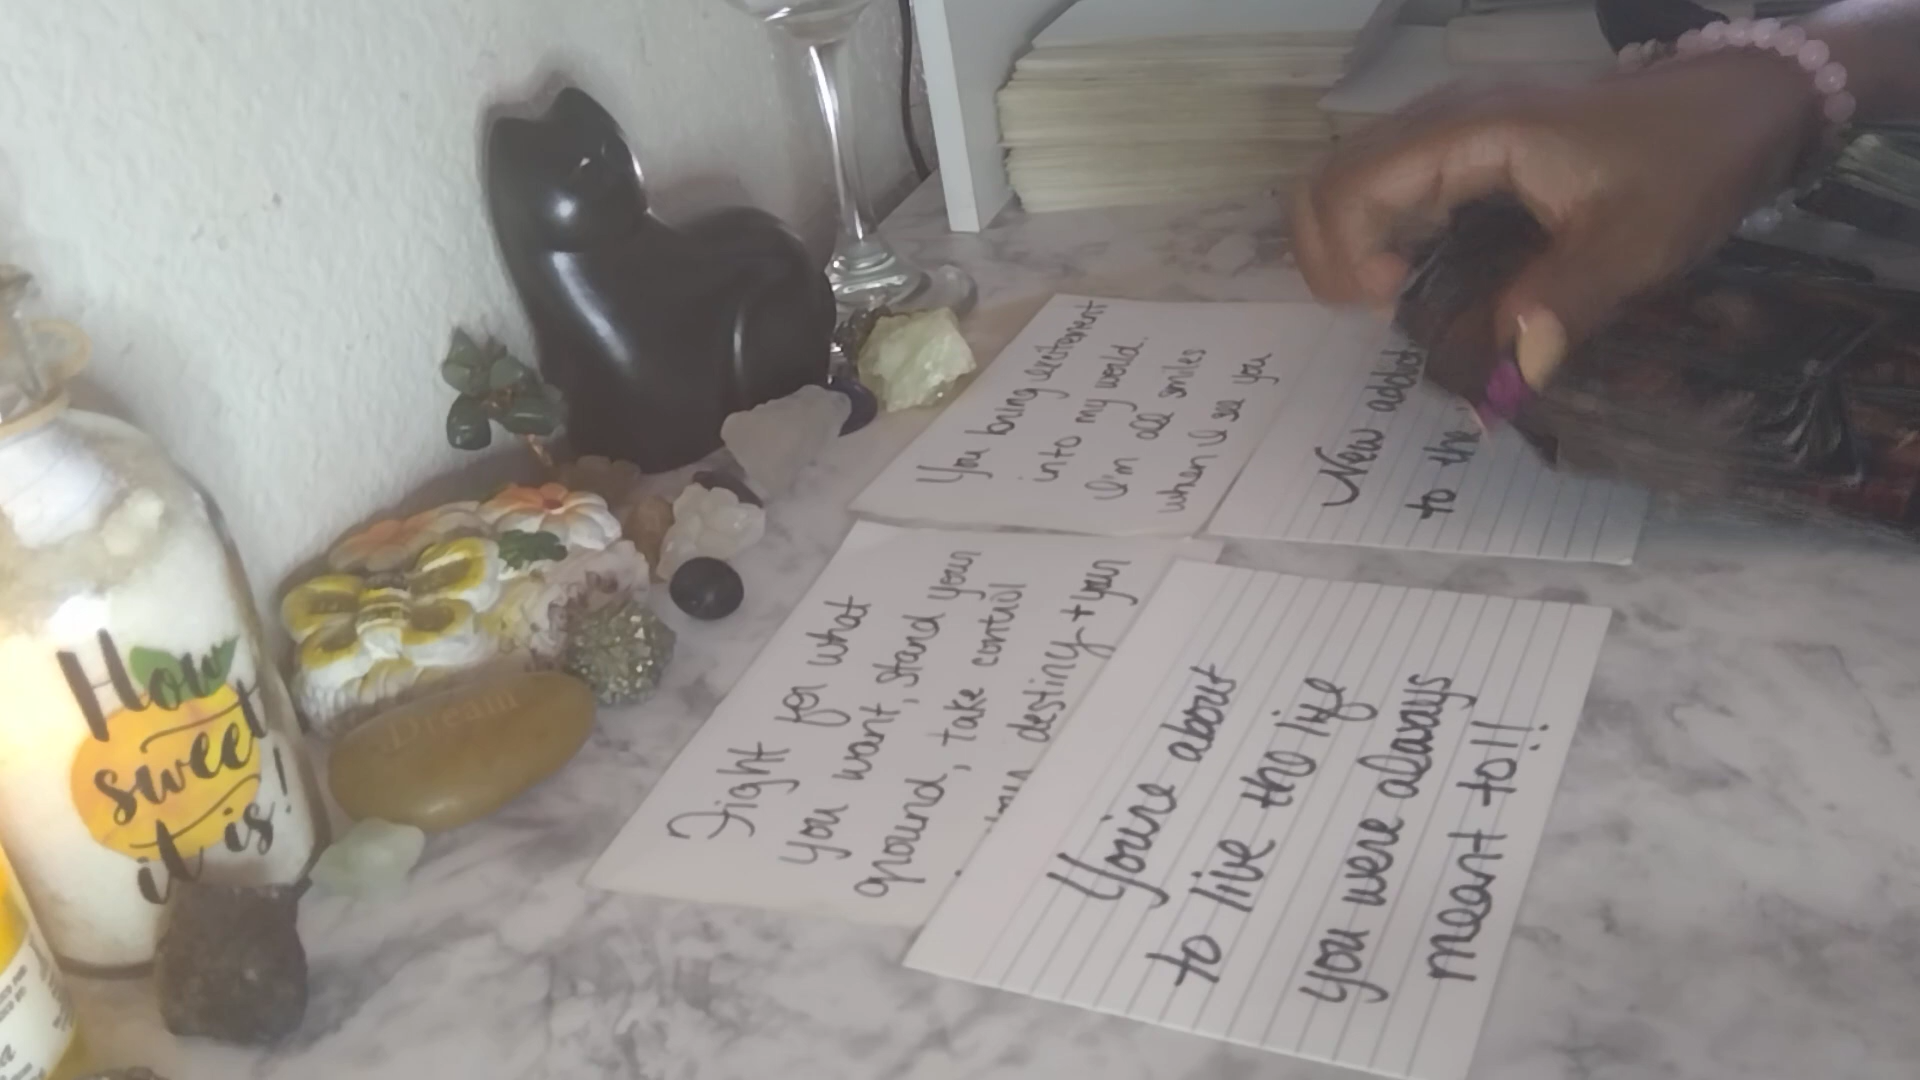 You bring excitement
into my world.
I'm all smiles
when I see you
New
to the
Fight for what
you want, stand your
ground, take control
destiny + your
You're about
to live the life
you were always
meant to!!
Dream
How
sweet
it is!